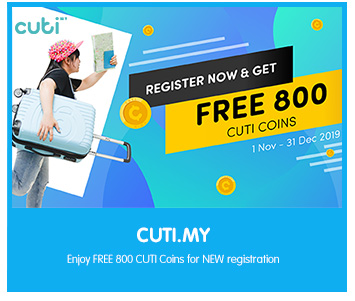 cuti
REGISTER NOW & GET
FREE 800
CUTI COINS
1 Nov - 31 Dec 2019
CUTI.MY
Enjoy FREE 800 CUTI Coins for NEW registration